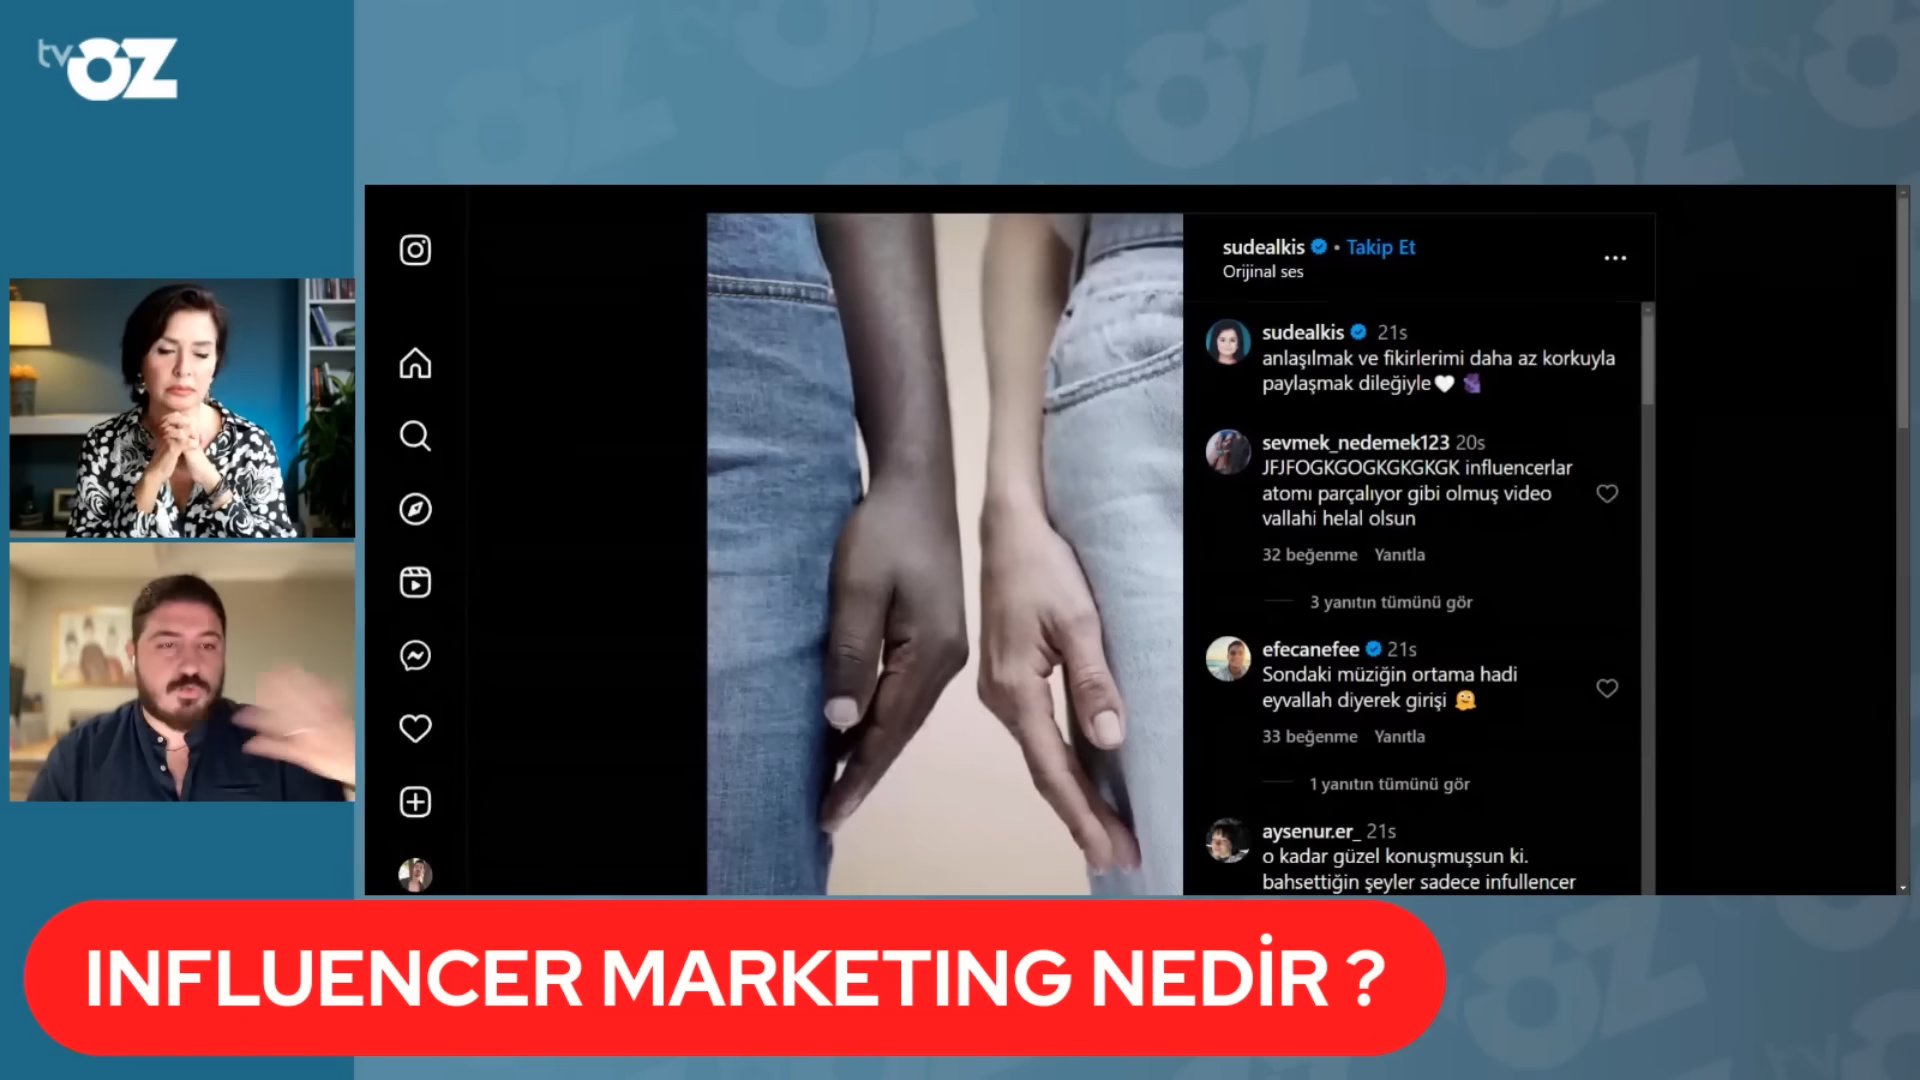 tv ÖZ
sudealkis • Takip Et
Orijinal ses
sudealkis 21s
anlaşılmak ve fikirlerimi daha az korkuyla
paylaşmak dileğiyle🤍
sevmek_nedemek123 20s
JFJFOGKGOGKGKGKGK influencerlar
atomı parçalıyor gibi olmuş video
vallahi helal olsun
32 beğenme Yanıtla
3 yanıtın tümünü gör
efecanefee 21s
Sondaki müziğin ortama hadi
eyvallah diyerek girişi 🫠
33 beğenme Yanıtla
1 yanıtın tümünü gör
aysenur.er_ 21s
o kadar güzel konuşmuşsun ki.
bahsettiğin şeyler sadece infullencer
INFLUENCER MARKETING NEDİR ?